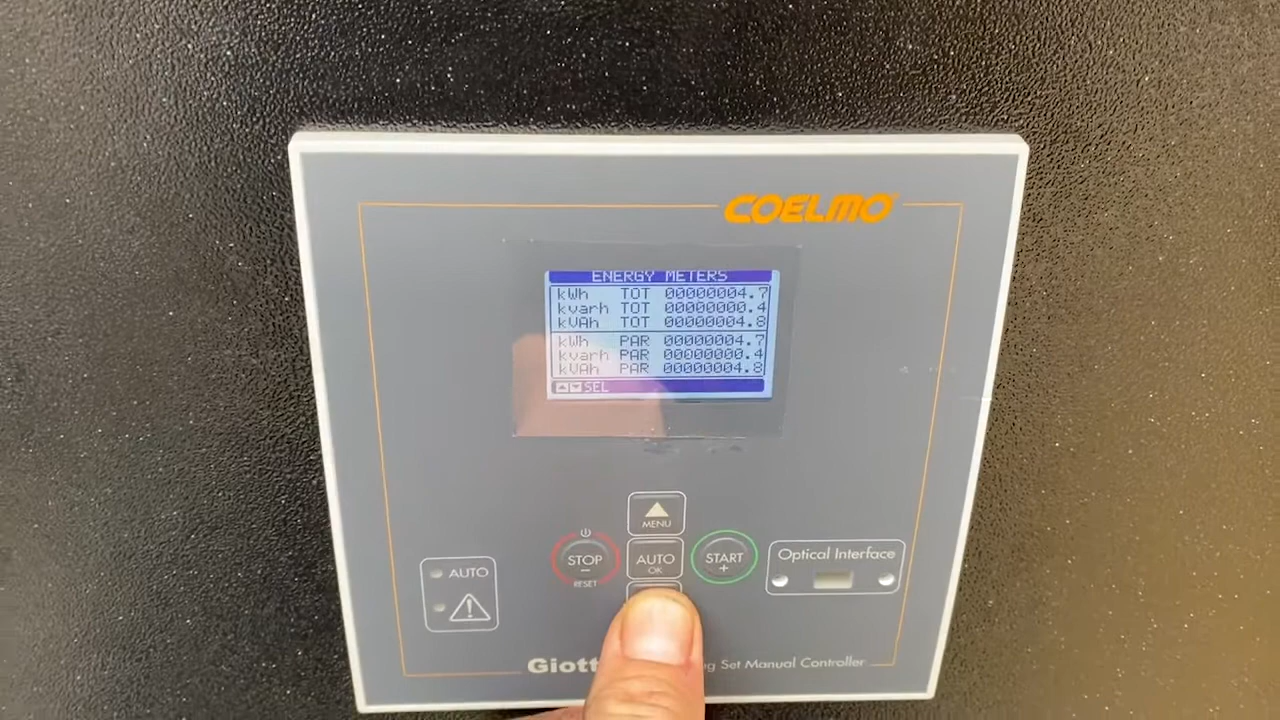 COELMO
ENERGY METERS
kWh TOT 00000004.7
kvarh TOT 00000000.4
kVAh TOT 00000004.8
kWh PAR 00000004.7
kvarh PAR 00000000.4
kVAh PAR 00000004.8
SEL
MENU
STOP
-
RESET
AUTO
OK
START
+
Optical Interface
AUTO
Set Manual Controller